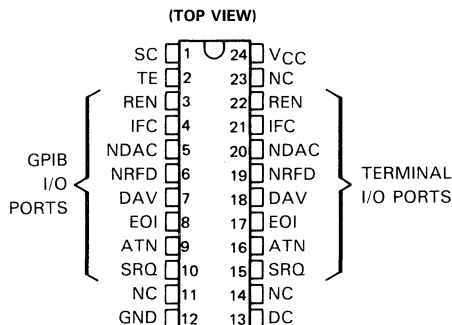 (TOP VIEW)
SC 1 24 VCC
TE 2 23 NC
REN 3 22 REN
IFC 4 21 IFC
NDAC 5 20 NDAC
GPIB I/O PORTS
NRFD 6 19 NRFD
TERMINAL I/O PORTS
DAV 7 18 DAV
EOI 8 17 EOI
ATN 9 16 ATN
SRQ 10 15 SRQ
NC 11 14 NC
GND 12 13 DC